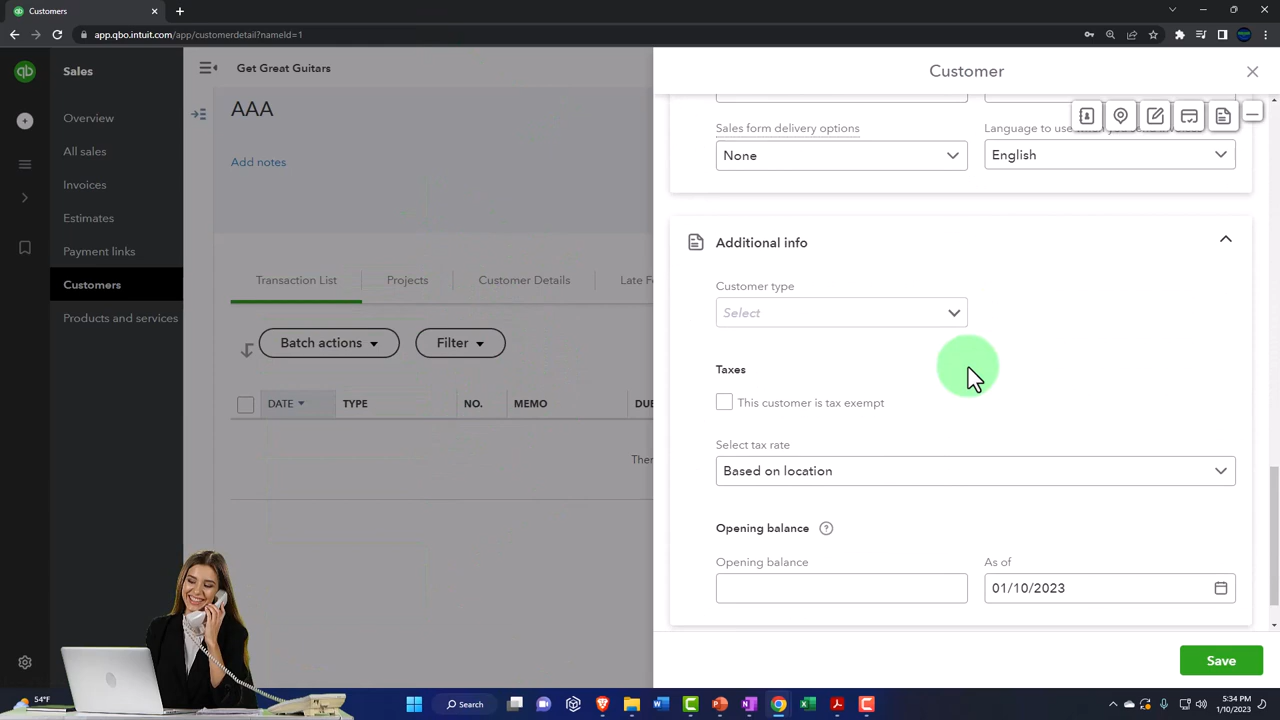 Customers
app.qbo.intuit.com/app/customerdetail?nameId=1
qb
Sales
Get Great Guitars
Customer
Overview
All sales
Invoices
Estimates
Payment links
Customers
Products and services
AAA
Add notes
Transaction List
Projects
Customer Details
Late Fe
Batch actions
Filter
DATE
TYPE
NO.
MEMO
DUE
Ther
Sales form delivery options
None
English
Additional info
Customer type
Select
Taxes
This customer is tax exempt
Select tax rate
Based on location
Opening balance
Opening balance
As of
01/10/2023
Save
54°F
Search
5:34 PM
1/10/2023